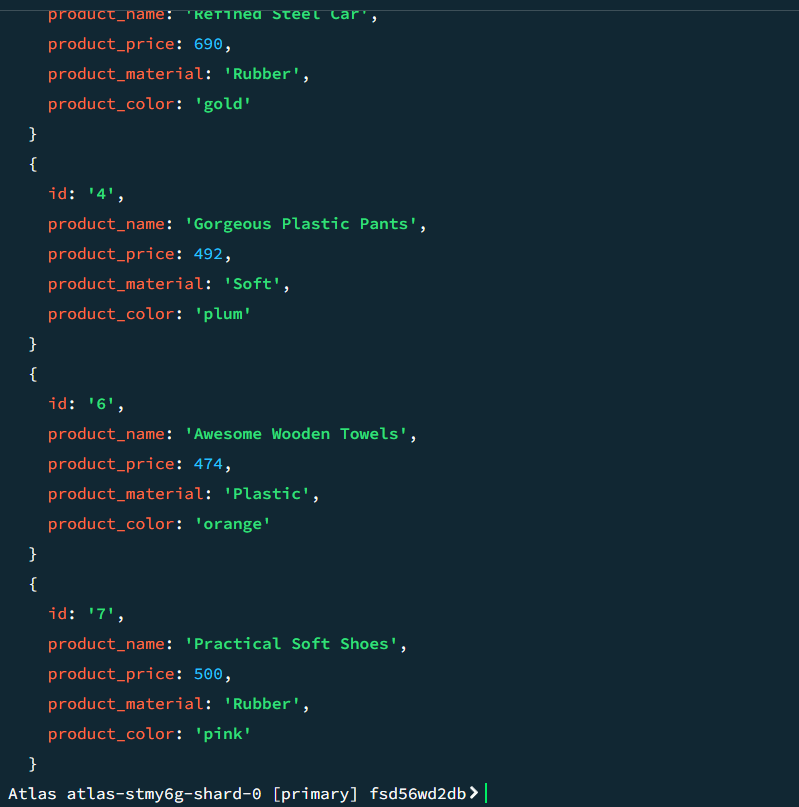 product_name: 'Refined Steel Car',
product_price: 690,
product_material: 'Rubber',
product_color: 'gold'
}
{
id: '4',
product_name: 'Gorgeous Plastic Pants',
product_price: 492,
product_material: 'Soft',
product_color: 'plum'
}
{
id: '6',
product_name: 'Awesome Wooden Towels',
product_price: 474,
product_material: 'Plastic',
product_color: 'orange'
}
{
id: '7',
product_name: 'Practical Soft Shoes',
product_price: 500,
product_material: 'Rubber',
product_color: 'pink'
}
Atlas atlas-stmy6g-shard-0 [primary] fsd56wd2db>